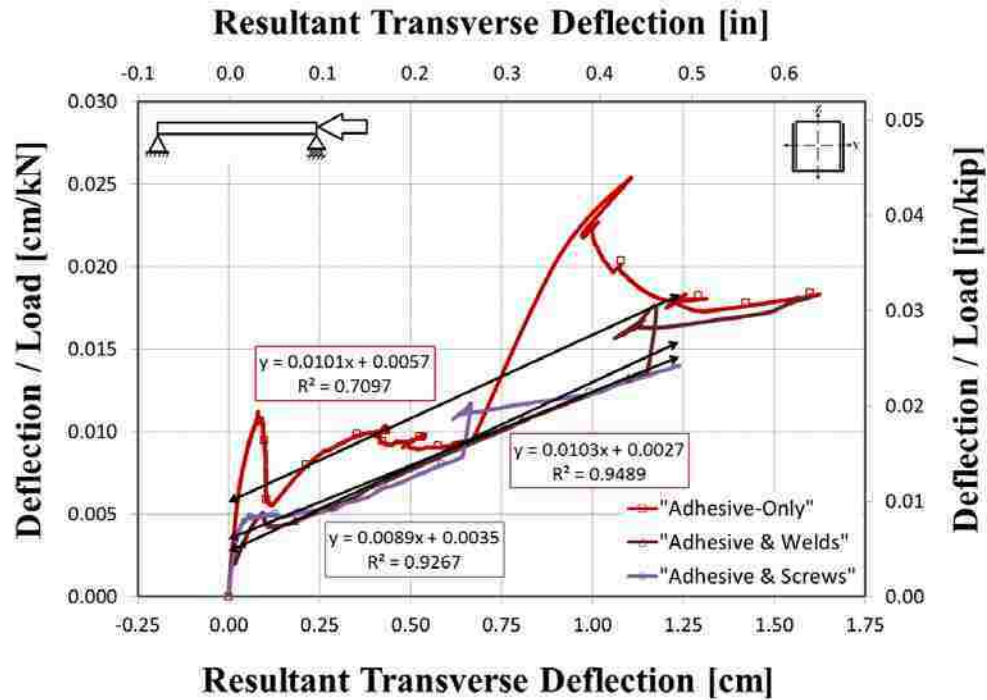 Resultant Transverse Deflection [in]
-0.1 0.0 0.1 0.2 0.3 0.4 0.5 0.6
Deflection / Load [cm/kN]
0.030
0.025
0.020
0.015
0.010
0.005
0.000
y = 0.0101x + 0.0057
R² = 0.7097
y = 0.0103x + 0.0027
R² = 0.9489
y = 0.0089x + 0.0035
R² = 0.9267
"Adhesive-Only"
"Adhesive & Welds"
"Adhesive & Screws"
0.05
0.04
0.03
0.02
0.01
0.00
Deflection / Load [in/kip]
-0.25 0.00 0.25 0.50 0.75 1.00 1.25 1.50 1.75
Resultant Transverse Deflection [cm]